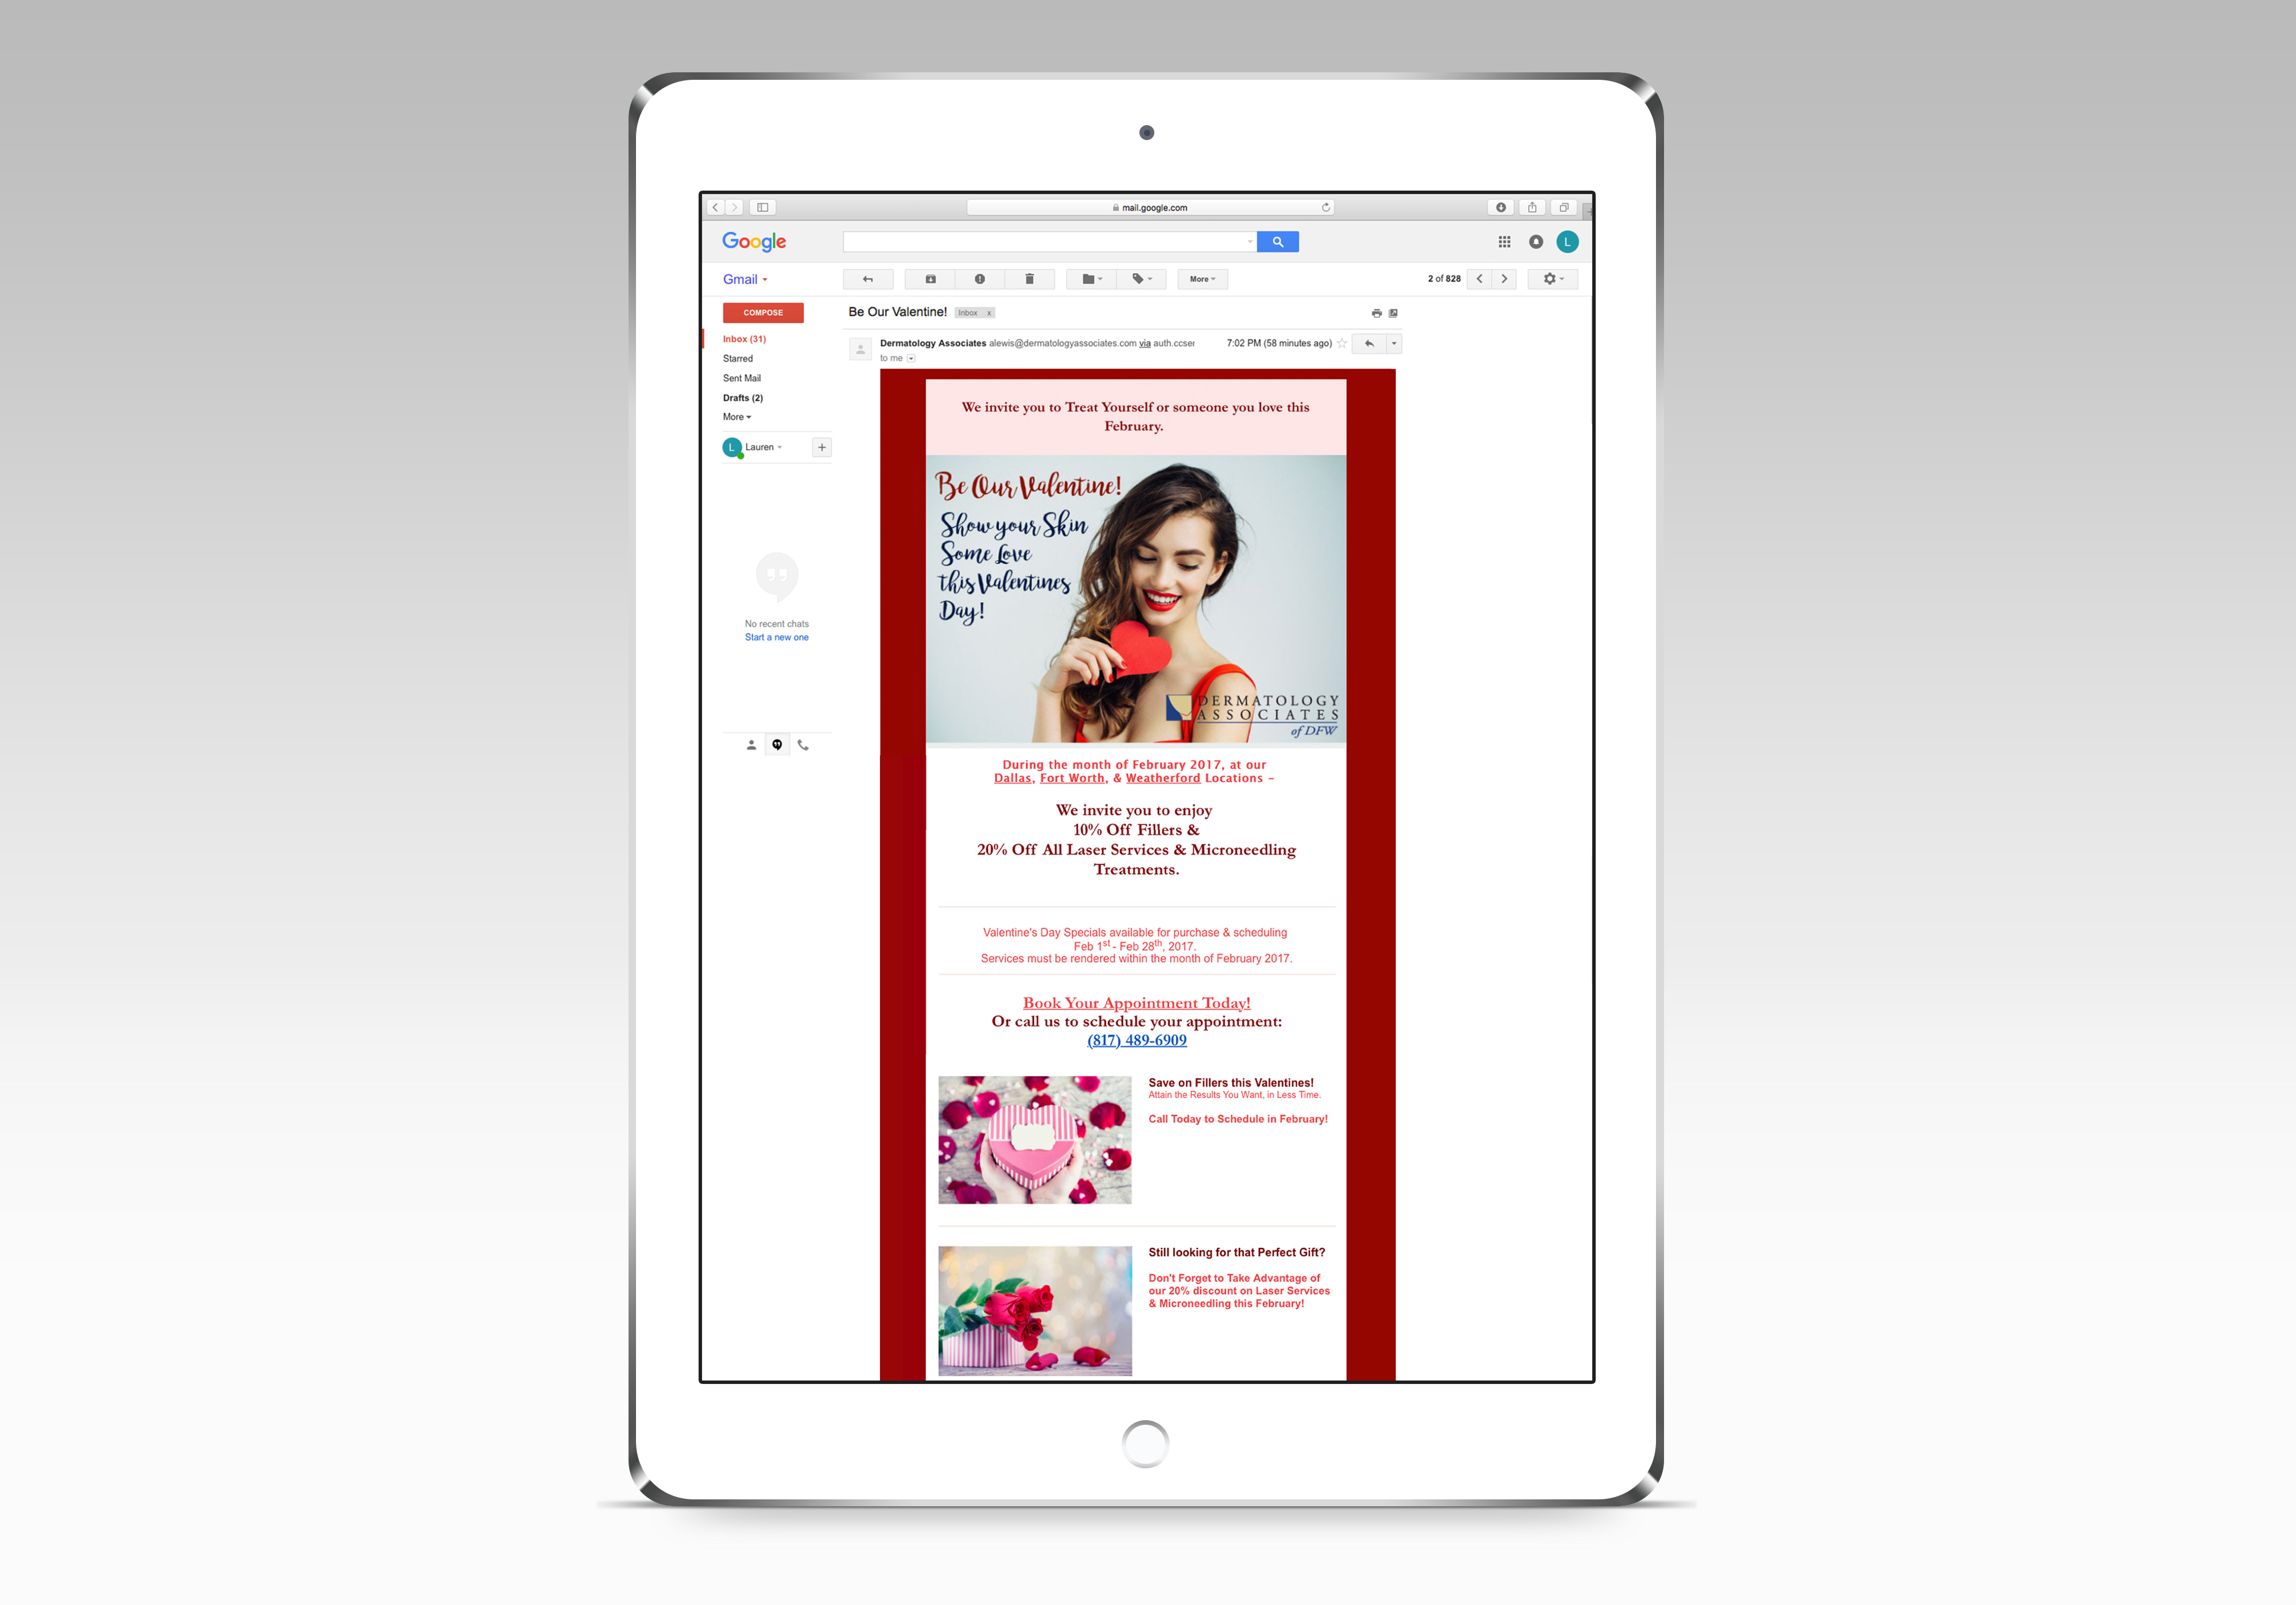 mail.google.com
Google
Gmail
More
2 of 828
COMPOSE
Inbox (31)
Starred
Sent Mail
Drafts (2)
More
L
L Lauren
No recent chats
Start a new one
Be Our Valentine! Inbox x
Dermatology Associates alewis@dermatologyassociates.com via auth.ccser 7:02 PM (58 minutes ago)
to me
We invite you to Treat Yourself or someone you love this
February.
Be Our Valentine!
Show your Skin
Some Love
this Valentines
Day!
DERMATOLOGY
ASSOCIATES
of DFW
During the month of February 2017, at our
Dallas, Fort Worth, & Weatherford Locations –
We invite you to enjoy
10% Off Fillers &
20% Off All Laser Services & Microneedling
Treatments.
Valentine's Day Specials available for purchase & scheduling
Feb 1st - Feb 28th, 2017.
Services must be rendered within the month of February 2017.
Book Your Appointment Today!
Or call us to schedule your appointment:
(817) 489-6909
Save on Fillers this Valentines!
Attain the Results You Want, in Less Time.
Call Today to Schedule in February!
Still looking for that Perfect Gift?
Don't Forget to Take Advantage of
our 20% discount on Laser Services
& Microneedling this February!